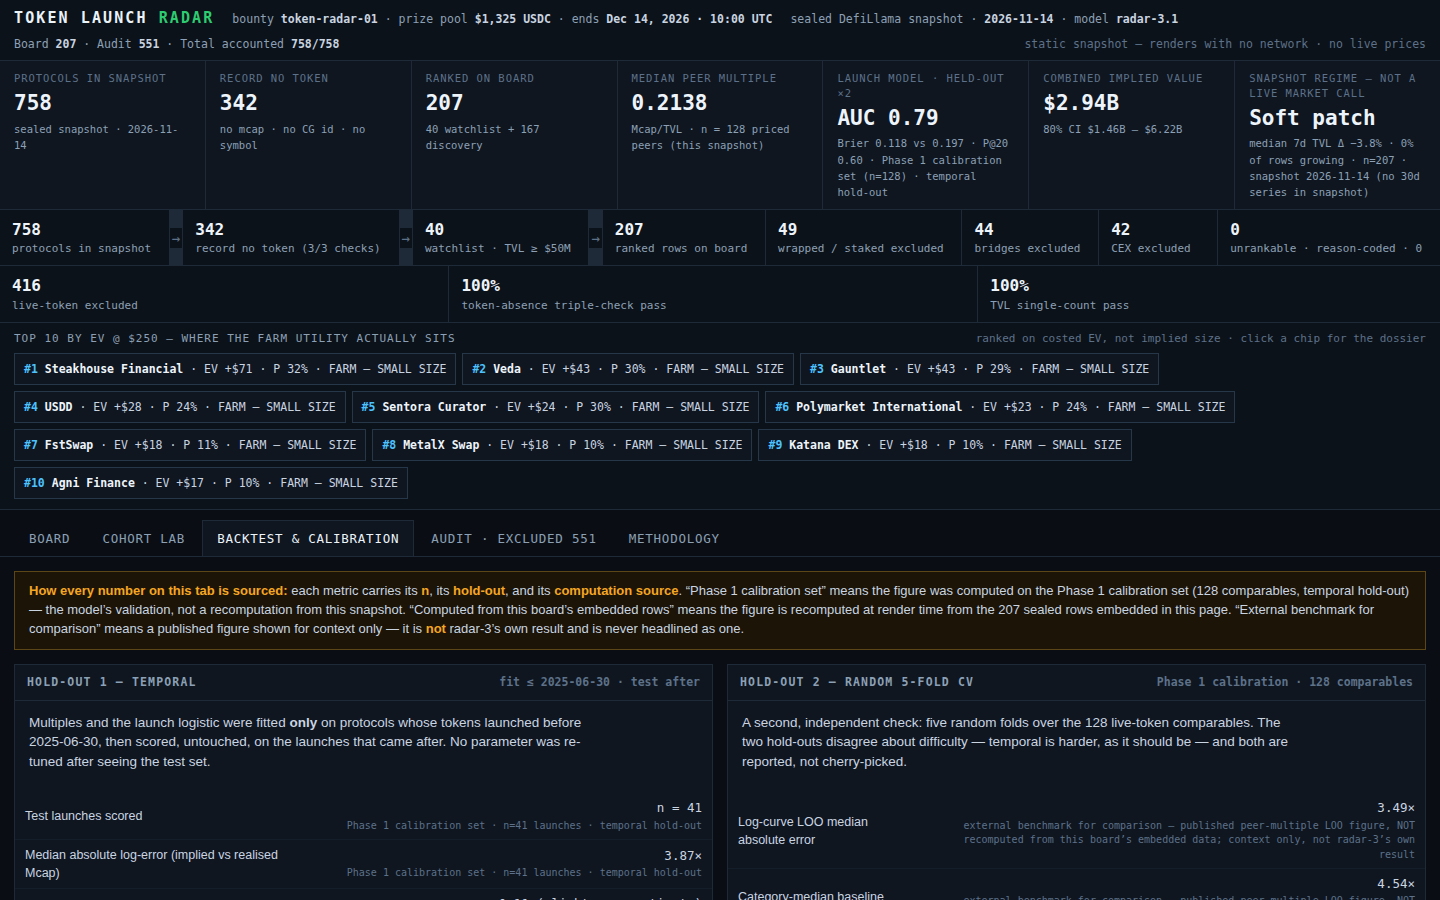 TOKEN LAUNCH RADAR bounty token-radar-01 · prize pool $1,325 USDC · ends Dec 14, 2026 · 10:00 UTC sealed DefiLlama snapshot · 2026-11-14 · model radar-3.1
Board 207 · Audit 551 · Total accounted 758/758
static snapshot — renders with no network · no live prices
PROTOCOLS IN SNAPSHOT
758
sealed snapshot · 2026-11-
14
RECORD NO TOKEN
342
no mcap · no CG id · no
symbol
RANKED ON BOARD
207
40 watchlist + 167
discovery
MEDIAN PEER MULTIPLE
0.2138
Mcap/TVL · n = 128 priced
peers (this snapshot)
LAUNCH MODEL · HELD-OUT
×2
AUC 0.79
Brier 0.118 vs 0.197 · P@20
0.60 · Phase 1 calibration
set (n=128) · temporal
hold-out
COMBINED IMPLIED VALUE
$2.94B
80% CI $1.46B — $6.22B
SNAPSHOT REGIME — NOT A
LIVE MARKET CALL
Soft patch
median 7d TVL Δ −3.8% · 0%
of rows growing · n=207 ·
snapshot 2026-11-14 (no 30d
series in snapshot)
758
protocols in snapshot
→
342
record no token (3/3 checks)
→
40
watchlist · TVL ≥ $50M
→
207
ranked rows on board
49
wrapped / staked excluded
44
bridges excluded
42
CEX excluded
0
unrankable · reason-coded · 0
416
live-token excluded
100%
token-absence triple-check pass
100%
TVL single-count pass
TOP 10 BY EV @ $250 — WHERE THE FARM UTILITY ACTUALLY SITS
ranked on costed EV, not implied size · click a chip for the dossier
#1 Steakhouse Financial · EV +$71 · P 32% · FARM — SMALL SIZE
#2 Veda · EV +$43 · P 30% · FARM — SMALL SIZE
#3 Gauntlet · EV +$43 · P 29% · FARM — SMALL SIZE
#4 USDD · EV +$28 · P 24% · FARM — SMALL SIZE
#5 Sentora Curator · EV +$24 · P 30% · FARM — SMALL SIZE
#6 Polymarket International · EV +$23 · P 24% · FARM — SMALL SIZE
#7 FstSwap · EV +$18 · P 11% · FARM — SMALL SIZE
#8 MetalX Swap · EV +$18 · P 10% · FARM — SMALL SIZE
#9 Katana DEX · EV +$18 · P 10% · FARM — SMALL SIZE
#10 Agni Finance · EV +$17 · P 10% · FARM — SMALL SIZE
BOARD
COHORT LAB
BACKTEST & CALIBRATION
AUDIT · EXCLUDED 551
METHODOLOGY
How every number on this tab is sourced: each metric carries its n, its hold-out, and its computation source. “Phase 1 calibration set” means the figure was computed on the Phase 1 calibration set (128 comparables, temporal hold-out)
— the model’s validation, not a recomputation from this snapshot. “Computed from this board’s embedded rows” means the figure is recomputed at render time from the 207 sealed rows embedded in this page. “External benchmark for
comparison” means a published figure shown for context only — it is not radar-3’s own result and is never headlined as one.
HOLD-OUT 1 — TEMPORAL
fit ≤ 2025-06-30 · test after
Multiples and the launch logistic were fitted only on protocols whose tokens launched before
2025-06-30, then scored, untouched, on the launches that came after. No parameter was re-
tuned after seeing the test set.
Test launches scored
n = 41
Phase 1 calibration set · n=41 launches · temporal hold-out
Median absolute log-error (implied vs realised
Mcap)
3.87×
Phase 1 calibration set · n=41 launches · temporal hold-out
HOLD-OUT 2 — RANDOM 5-FOLD CV
Phase 1 calibration · 128 comparables
A second, independent check: five random folds over the 128 live-token comparables. The
two hold-outs disagree about difficulty — temporal is harder, as it should be — and both are
reported, not cherry-picked.
Log-curve LOO median
absolute error
3.49×
external benchmark for comparison — published peer-multiple LOO figure, NOT
recomputed from this board’s embedded data; context only, not radar-3’s own
result
Category-median baseline
4.54×
external benchmark for comparison — published peer-multiple LOO figure, NOT